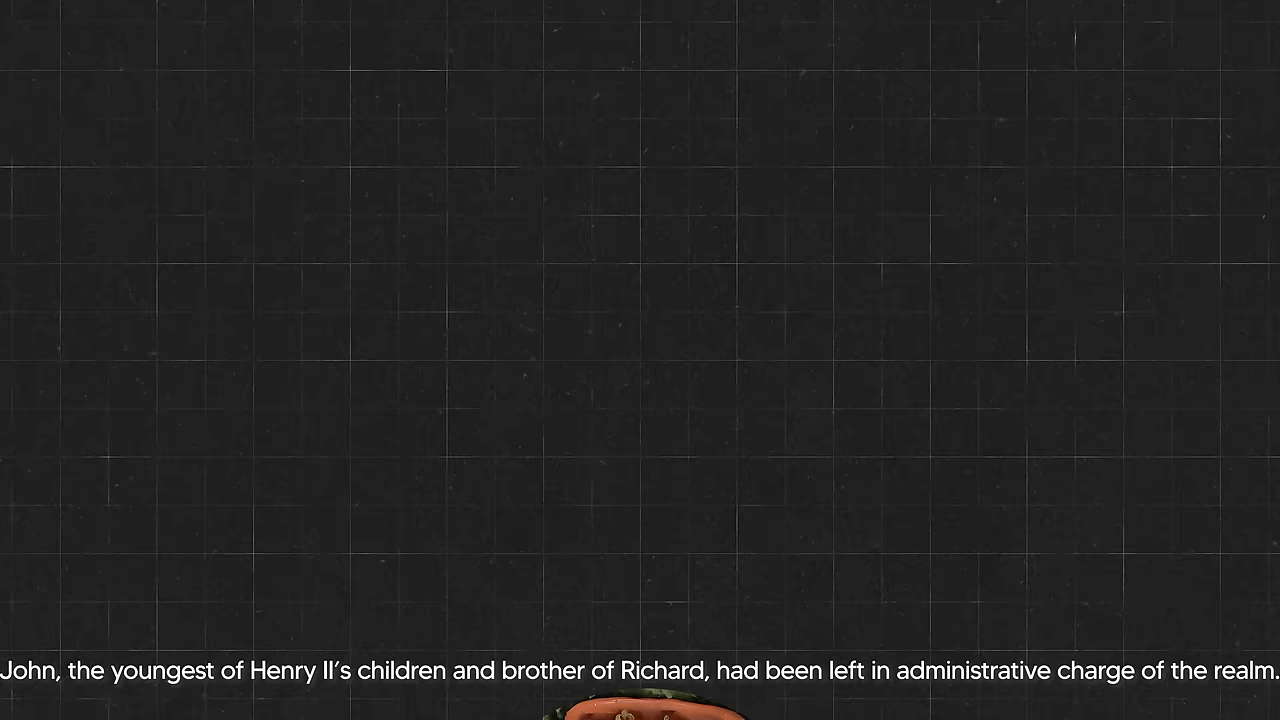 John, the youngest of Henry II's children and brother of Richard, had been left in administrative charge of the realm.